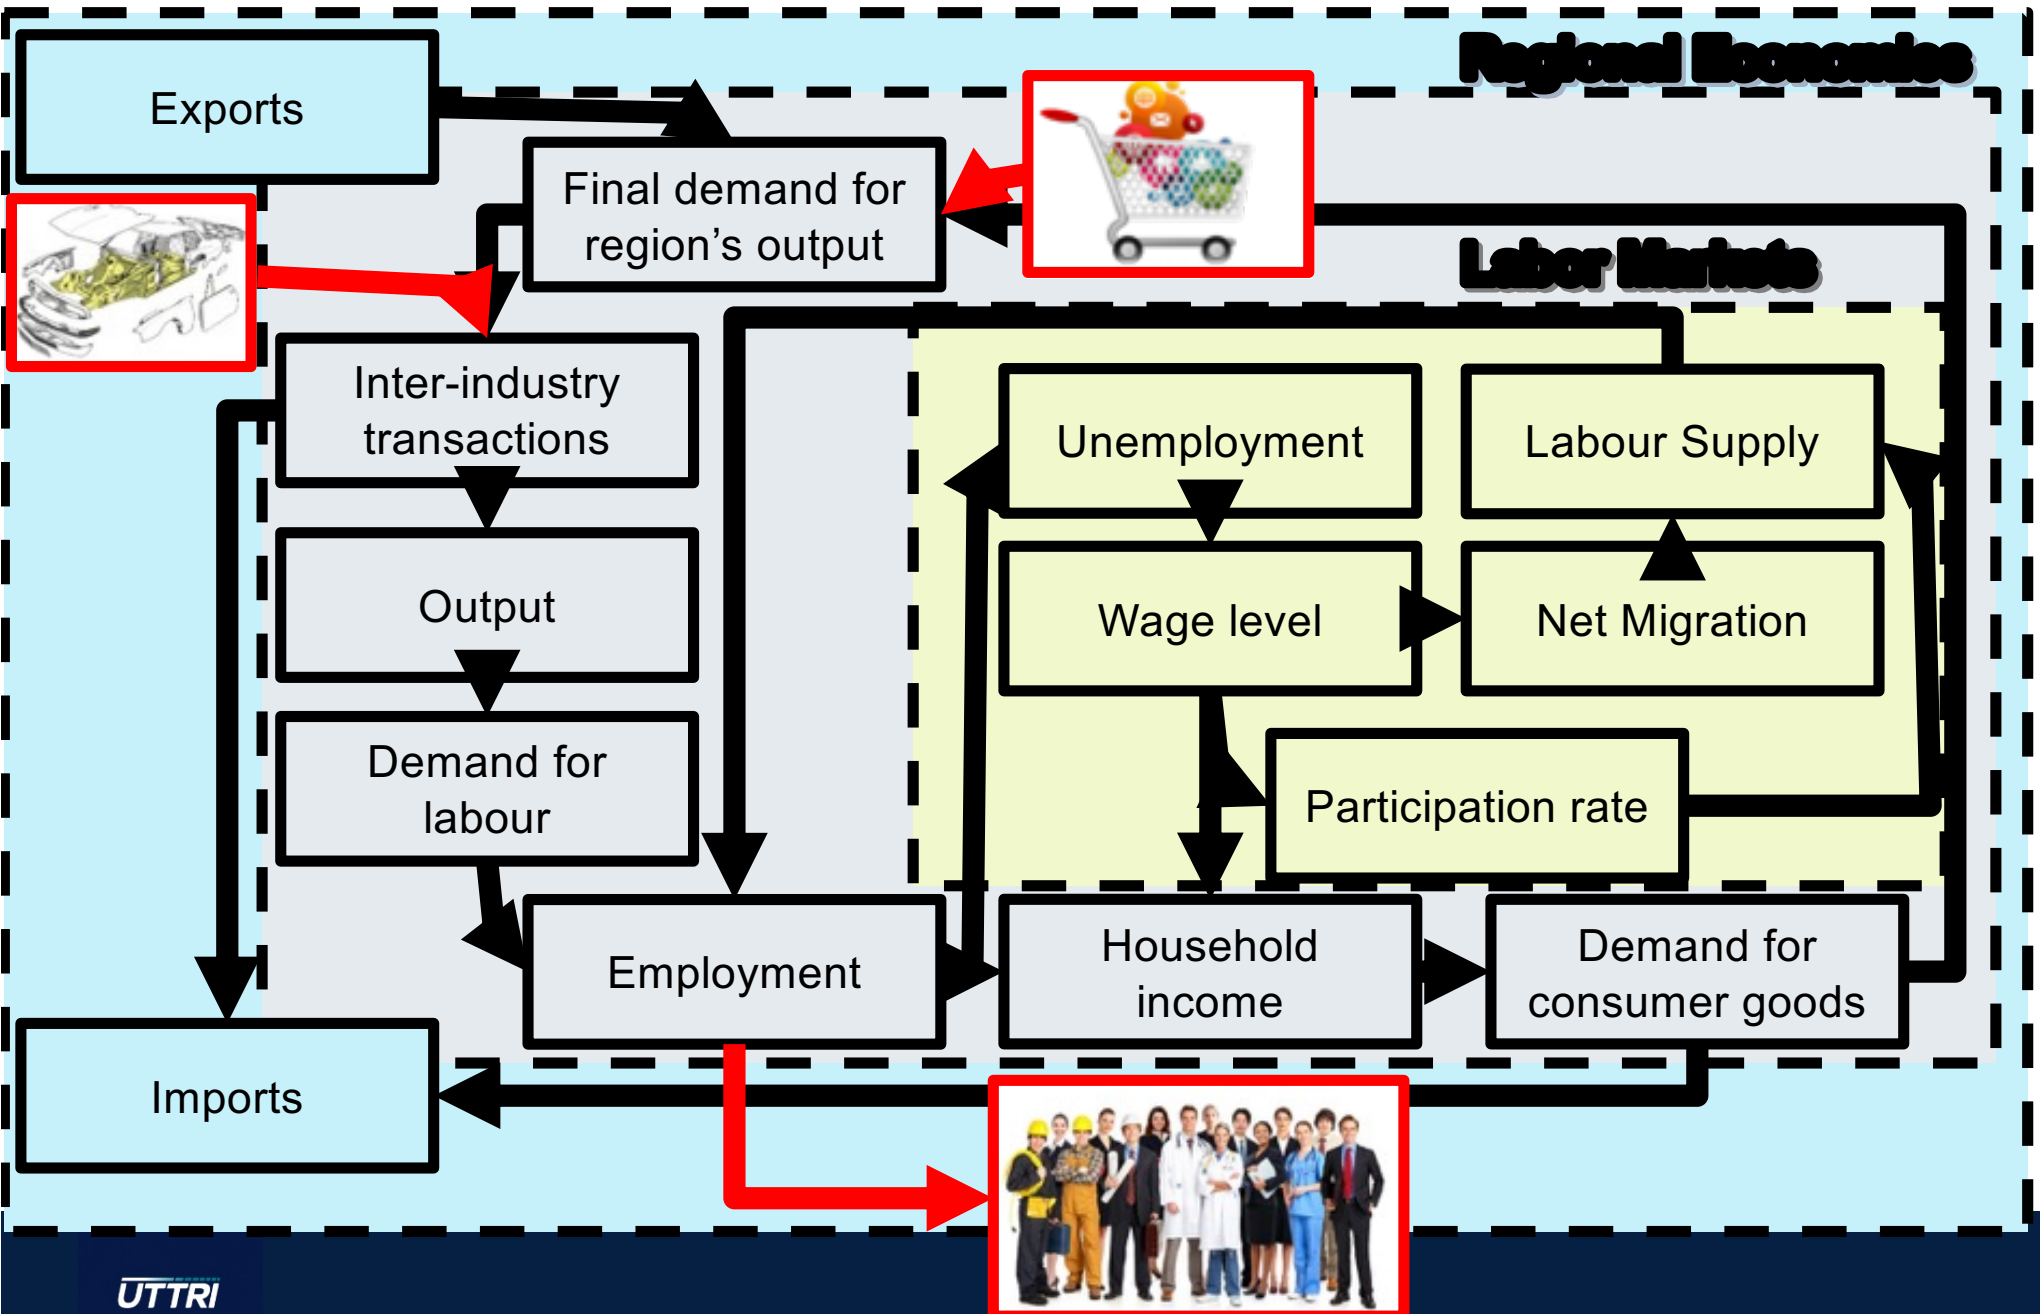 Regional Economics
Exports
Final demand for
region's output
Labor Markets
Inter-industry
transactions
Unemployment
Labour Supply
Output
Wage level
Net Migration
Demand for
labour
Participation rate
Employment
Household
income
Demand for
consumer goods
Imports
UTTRI